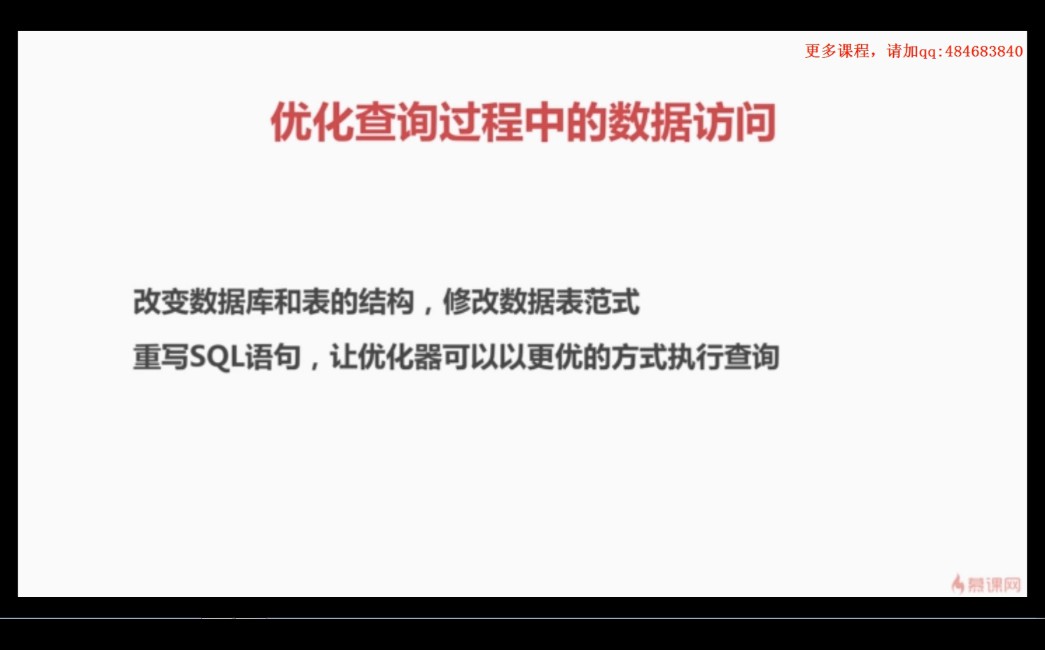 更多课程，请加qq:484683840
优化查询过程中的数据访问
改变数据库和表的结构，修改数据表范式
重写SQL语句，让优化器可以以更优的方式执行查询
慕课网